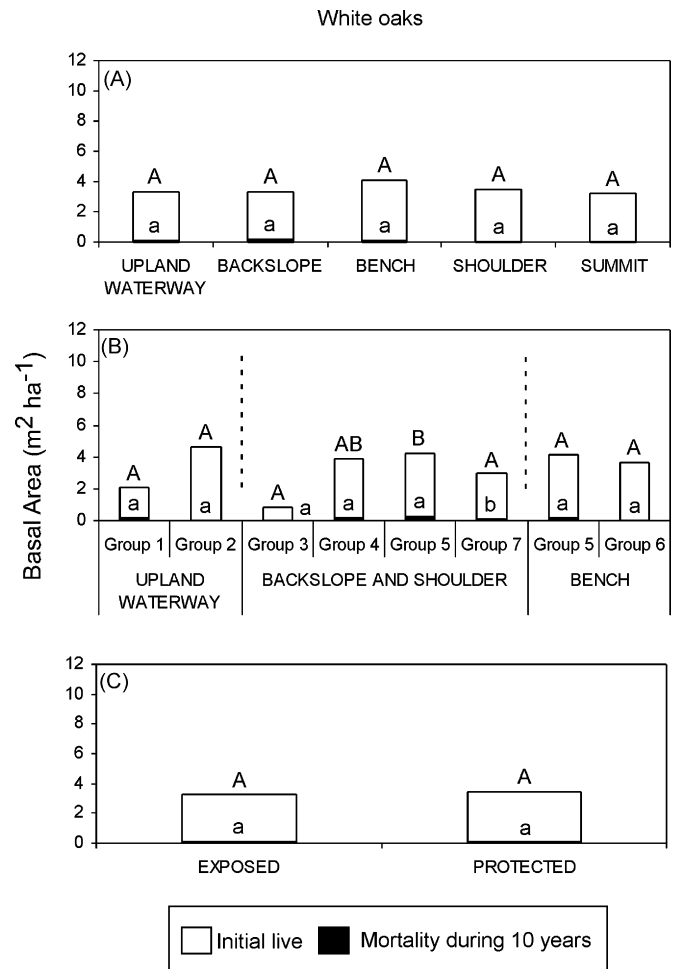 White oaks
Basal Area (m² ha⁻¹)
(A)
12
10
8
6
4
2
0
A A A A A
a a a a a
UPLAND WATERWAY
BACKSLOPE
BENCH
SHOULDER
SUMMIT
(B)
12
10
8
6
4
2
0
A A A AB B A A A
a a a a a b a a
Group 1 Group 2 Group 3 Group 4 Group 5 Group 7 Group 5 Group 6
UPLAND WATERWAY
BACKSLOPE AND SHOULDER
BENCH
(C)
12
10
8
6
4
2
0
A A
a a
EXPOSED PROTECTED
Initial live Mortality during 10 years